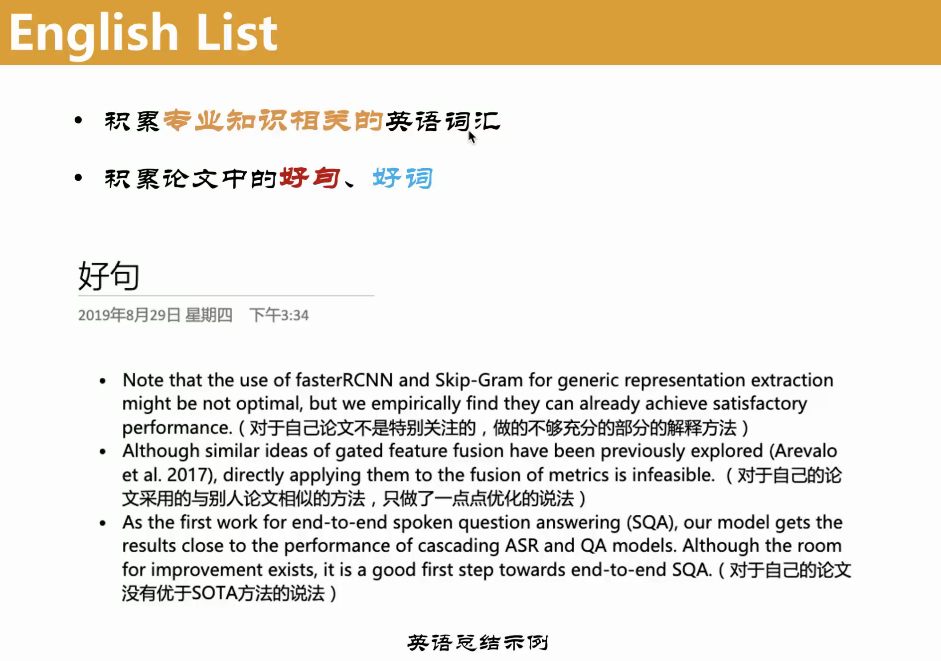 English List
• 积累专业知识相关的英语词汇
• 积累论文中的好句、好词
好句
2019年8月29日 星期四 下午3:34
• Note that the use of fasterRCNN and Skip-Gram for generic representation extraction
might be not optimal, but we empirically find they can already achieve satisfactory
performance.（对于自己论文不是特别关注的，做的不够充分的部分的解释方法）
• Although similar ideas of gated feature fusion have been previously explored (Arevalo
et al. 2017), directly applying them to the fusion of metrics is infeasible. （对于自己的论
文采用的与别人论文相似的方法，只做了一点点优化的说法）
• As the first work for end-to-end spoken question answering (SQA), our model gets the
results close to the performance of cascading ASR and QA models. Although the room
for improvement exists, it is a good first step towards end-to-end SQA.（对于自己的论文
没有优于SOTA方法的说法）
英语总结示例